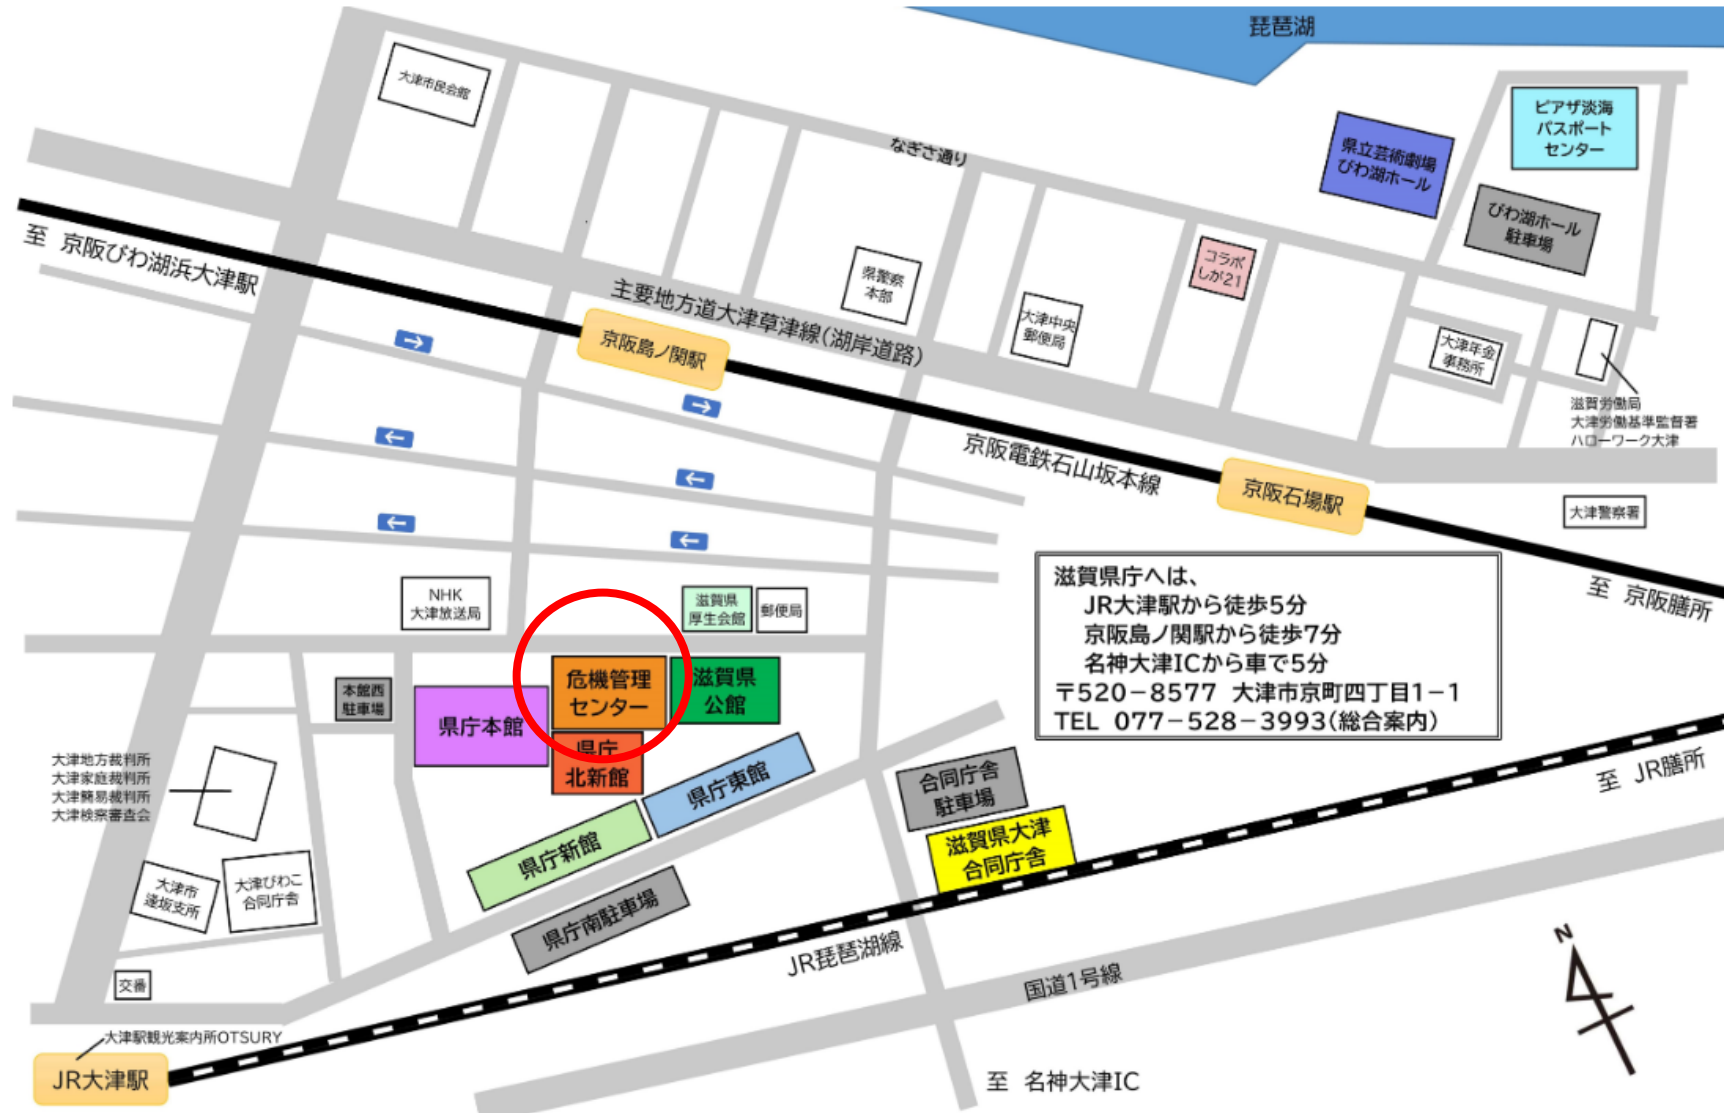 琵琶湖
大津市民会館
ピアザ淡海
パスポート
センター
県立芸術劇場
びわ湖ホール
なぎさ通り
びわ湖ホール
駐車場
至 京阪びわ湖浜大津駅
コラボ
しが21
県警察
本部
主要地方道大津草津線(湖岸道路)
大津中央
郵便局
京阪島ノ関駅
大津年金
事務所
滋賀労働局
大津労働基準監督署
ハローワーク大津
京阪電鉄石山坂本線
京阪石場駅
大津警察署
至 京阪膳所
NHK
大津放送局
滋賀県
厚生会館
郵便局
滋賀県庁へは、
JR大津駅から徒歩5分
京阪島ノ関駅から徒歩7分
名神大津ICから車で5分
〒520-8577 大津市京町四丁目1-1
TEL 077-528-3993(総合案内)
本館西
駐車場
県庁本館
危機管理
センター
滋賀県
公館
県庁
北新館
大津地方裁判所
大津家庭裁判所
大津簡易裁判所
大津検察審査会
県庁東館
合同庁舎
駐車場
至 JR膳所
県庁新館
滋賀県大津
合同庁舎
大津市
逢坂支所
大津びわこ
合同庁舎
県庁南駐車場
JR琵琶湖線
国道1号線
N
交番
大津駅観光案内所OTSURY
JR大津駅
至 名神大津IC